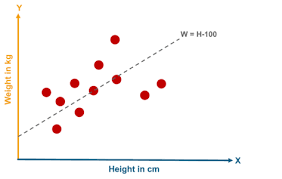 Y
W = H-100
Weight in kg
X
Height in cm